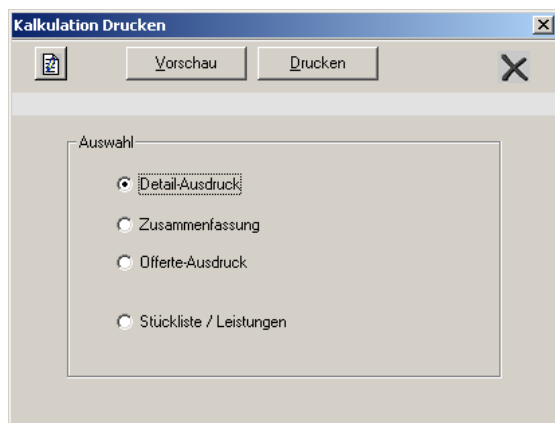 Kalkulation Drucken
Vorschau Drucken
Auswahl
Detail-Ausdruck
Zusammenfassung
Offerte-Ausdruck
Stückliste / Leistungen